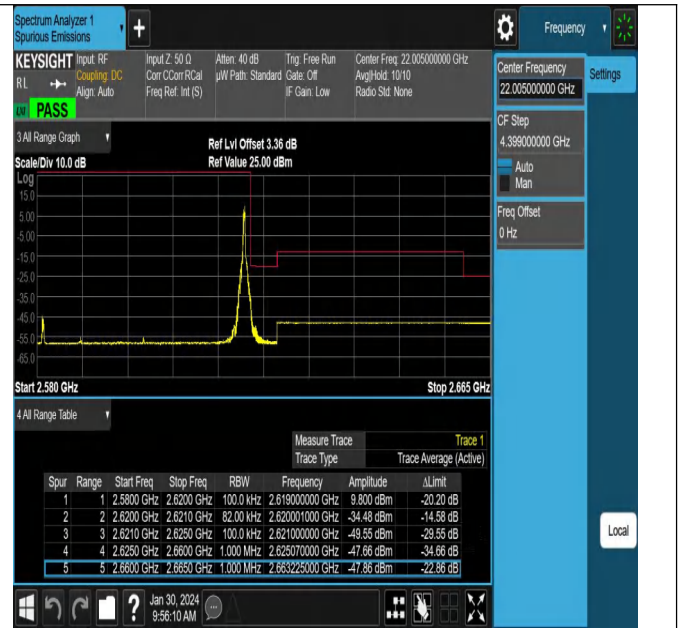 Spectrum Analyzer 1
Spurious Emissions
+
Frequency
KEYSIGHT Input: RF Input Z: 50 Ω Atten: 40 dB Trig: Free Run Center Freq: 22.005000000 GHz
RL Coupling: DC Corr CCorr RCal µW Path: Standard Gate: Off Avg|Hold: 10/10
Align: Auto Freq Ref: Int (S) IF Gain: Low Radio Std: None
PASS
Center Frequency
22.005000000 GHz
Settings
CF Step
4.399000000 GHz
Auto
Man
Freq Offset
0 Hz
3 All Range Graph
Ref Lvl Offset 3.36 dB
Scale/Div 10.0 dB Ref Value 25.00 dBm
Log
15.0
5.00
-5.00
-15.0
-25.0
-35.0
-45.0
-55.0
-65.0
Start 2.580 GHz Stop 2.665 GHz
4 All Range Table
Measure Trace Trace 1
Trace Type Trace Average (Active)
Spur Range Start Freq Stop Freq RBW Frequency Amplitude ΔLimit
1 1 2.5800 GHz 2.6200 GHz 100.0 kHz 2.619000000 GHz 9.800 dBm -20.20 dB
2 2 2.6200 GHz 2.6210 GHz 82.00 kHz 2.620001000 GHz -34.48 dBm -14.58 dB
3 3 2.6210 GHz 2.6250 GHz 100.0 kHz 2.621000000 GHz -49.55 dBm -29.55 dB
4 4 2.6250 GHz 2.6600 GHz 1.000 MHz 2.625070000 GHz -47.66 dBm -34.66 dB
5 5 2.6600 GHz 2.6650 GHz 1.000 MHz 2.663225000 GHz -47.86 dBm -22.86 dB
Local
? Jan 30, 2024
9:56:10 AM